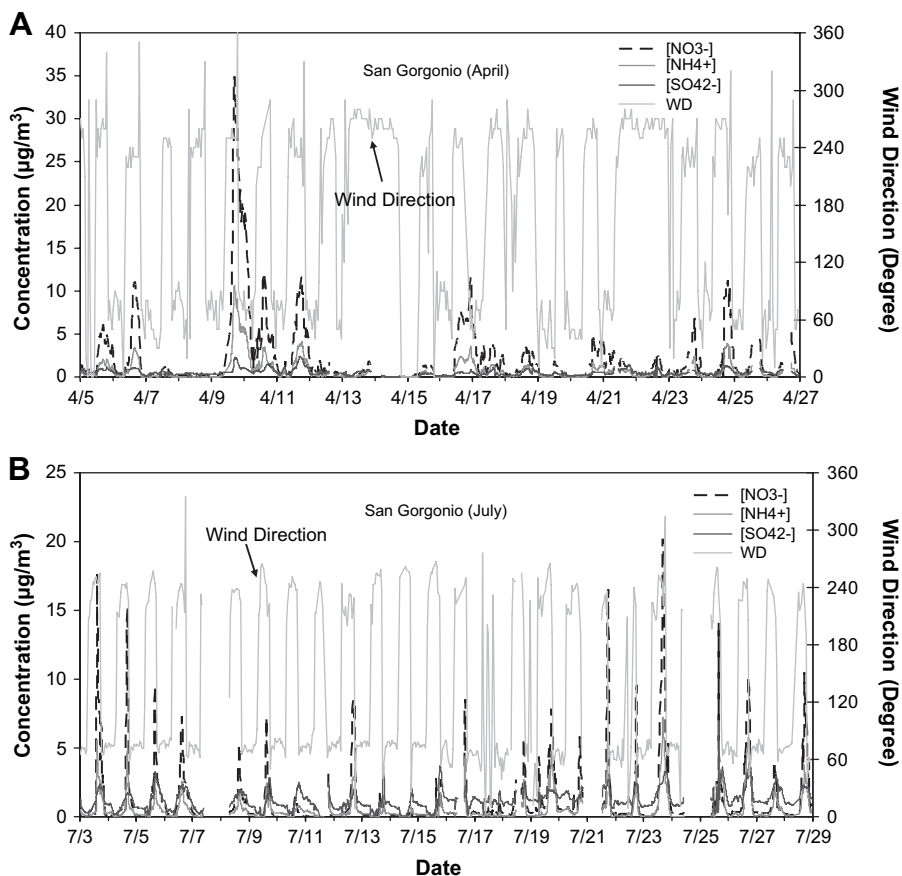 A
San Gorgonio (April)
[NO3-]
[NH4+]
[SO42-]
WD
Wind Direction
Concentration (µg/m³)
40
35
30
25
20
15
10
5
0
360
300
240
180
120
60
0
Wind Direction (Degree)
4/5 4/7 4/9 4/11 4/13 4/15 4/17 4/19 4/21 4/23 4/25 4/27
Date
B
San Gorgonio (July)
[NO3-]
[NH4+]
[SO42-]
WD
Wind Direction
Concentration (µg/m³)
25
20
15
10
5
0
360
300
240
180
120
60
0
Wind Direction (Degree)
7/3 7/5 7/7 7/9 7/11 7/13 7/15 7/17 7/19 7/21 7/23 7/25 7/27 7/29
Date